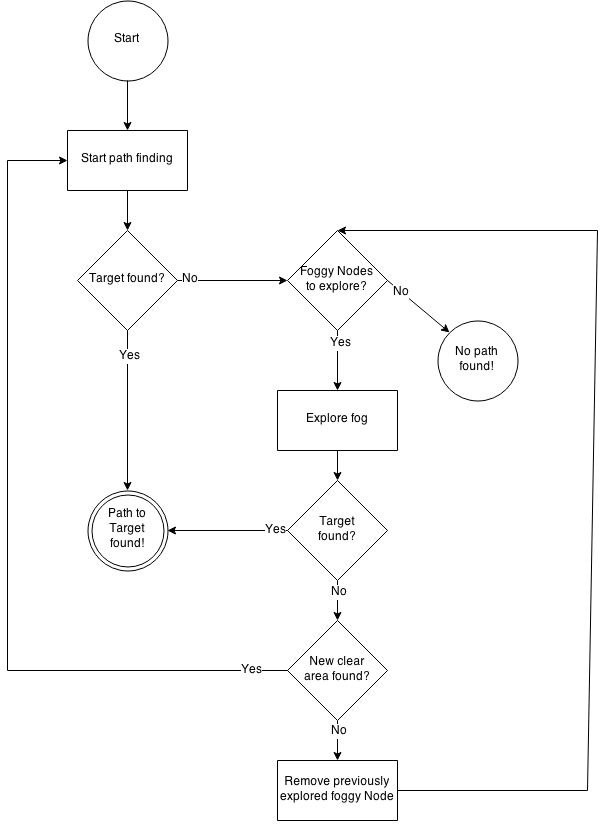 Start
Start path finding
Target found?
No
Foggy Nodes
to explore?
No
No path
found!
Yes
Yes
Explore fog
Path to
Target
found!
Yes
Target
found?
No
New clear
area found?
Yes
No
Remove previously
explored foggy Node